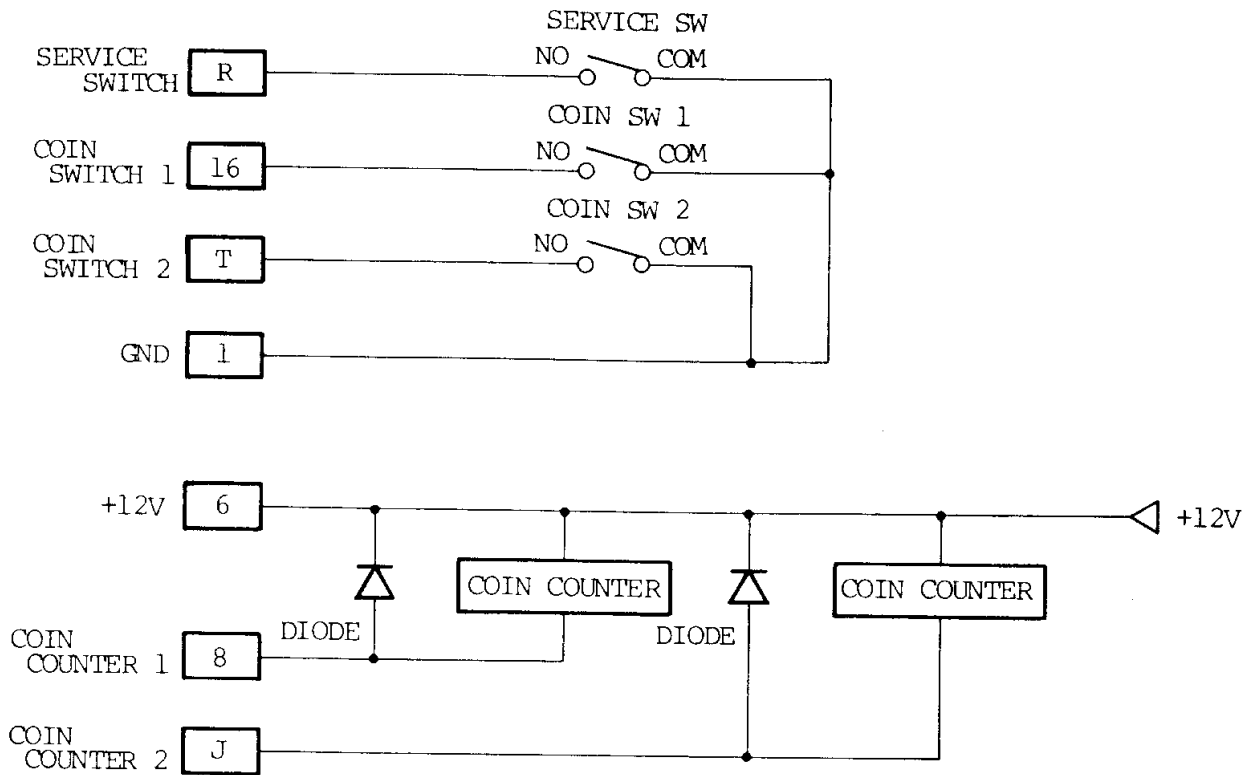 SERVICE SW
SERVICE
SWITCH
R
NO
COM
COIN SW 1
COIN
SWITCH 1
16
NO
COM
COIN SW 2
COIN
SWITCH 2
T
NO
COM
GND
1
+12V
6
+12V
COIN COUNTER
COIN COUNTER
DIODE
DIODE
COIN
COUNTER 1
8
COIN
COUNTER 2
J